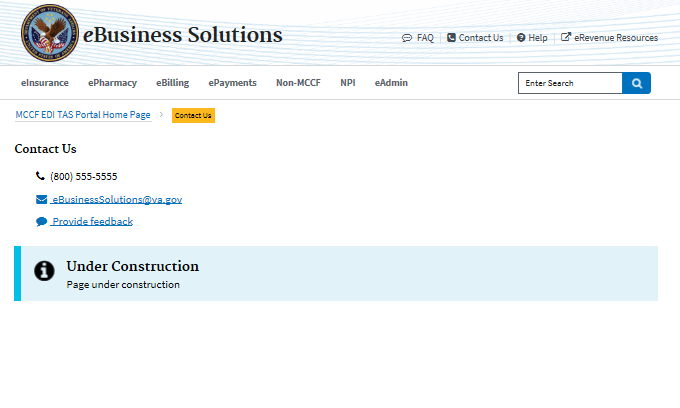 eBusiness Solutions
FAQ
Contact Us
Help
eRevenue Resources
eInsurance ePharmacy eBilling ePayments Non-MCCF NPI eAdmin
Enter Search
MCCF EDI TAS Portal Home Page > Contact Us
Contact Us
(800) 555-5555
eBusinessSolutions@va.gov
Provide feedback
Under Construction
Page under construction